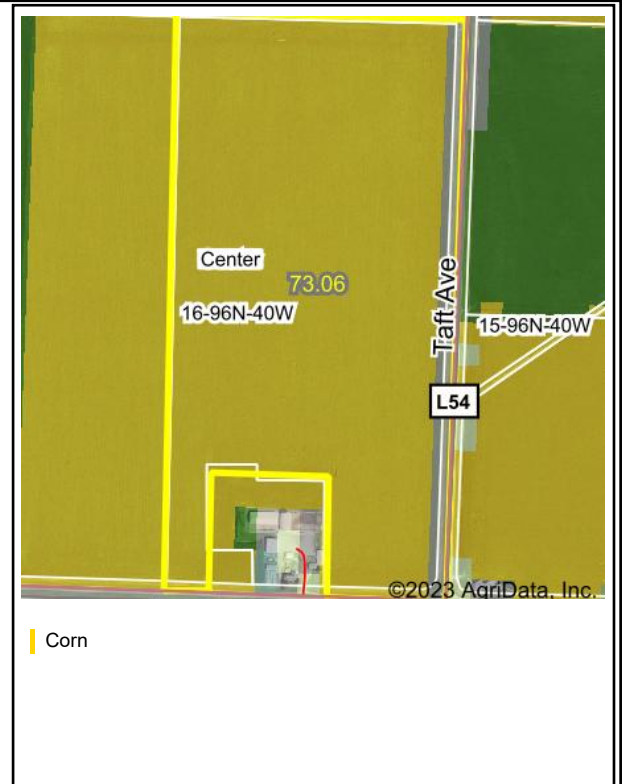 Center
73.06
16-96N-40W
Taft Ave
15-96N-40W
L54
©2023 AgriData, Inc.
Corn